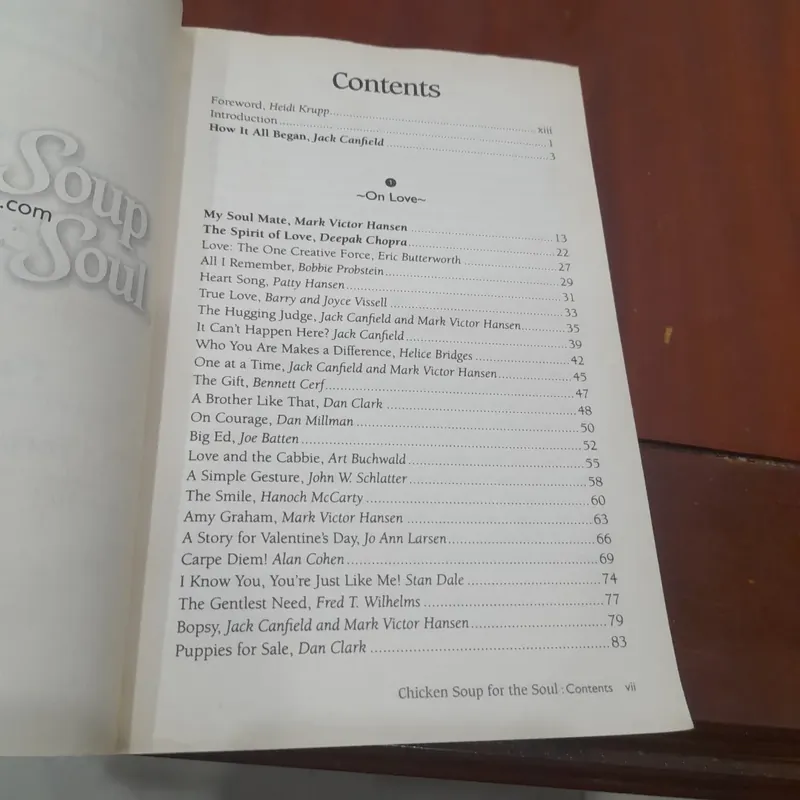 Soup
.com
Soul
Contents
Foreword, Heidi Krupp..........xiii
Introduction..........1
How It All Began, Jack Canfield..........3
1
~On Love~
My Soul Mate, Mark Victor Hansen..........13
The Spirit of Love, Deepak Chopra..........22
Love: The One Creative Force, Eric Butterworth..........27
All I Remember, Bobbie Probstein..........29
Heart Song, Patty Hansen..........31
True Love, Barry and Joyce Vissell..........33
The Hugging Judge, Jack Canfield and Mark Victor Hansen..........35
It Can't Happen Here? Jack Canfield..........39
Who You Are Makes a Difference, Helice Bridges..........42
One at a Time, Jack Canfield and Mark Victor Hansen..........45
The Gift, Bennett Cerf..........47
A Brother Like That, Dan Clark..........48
On Courage, Dan Millman..........50
Big Ed, Joe Batten..........52
Love and the Cabbie, Art Buchwald..........55
A Simple Gesture, John W. Schlatter..........58
The Smile, Hanoch McCarty..........60
Amy Graham, Mark Victor Hansen..........63
A Story for Valentine's Day, Jo Ann Larsen..........66
Carpe Diem! Alan Cohen..........69
I Know You, You're Just Like Me! Stan Dale..........74
The Gentlest Need, Fred T. Wilhelms..........77
Bopsy, Jack Canfield and Mark Victor Hansen..........79
Puppies for Sale, Dan Clark..........83
Chicken Soup for the Soul : Contents vii